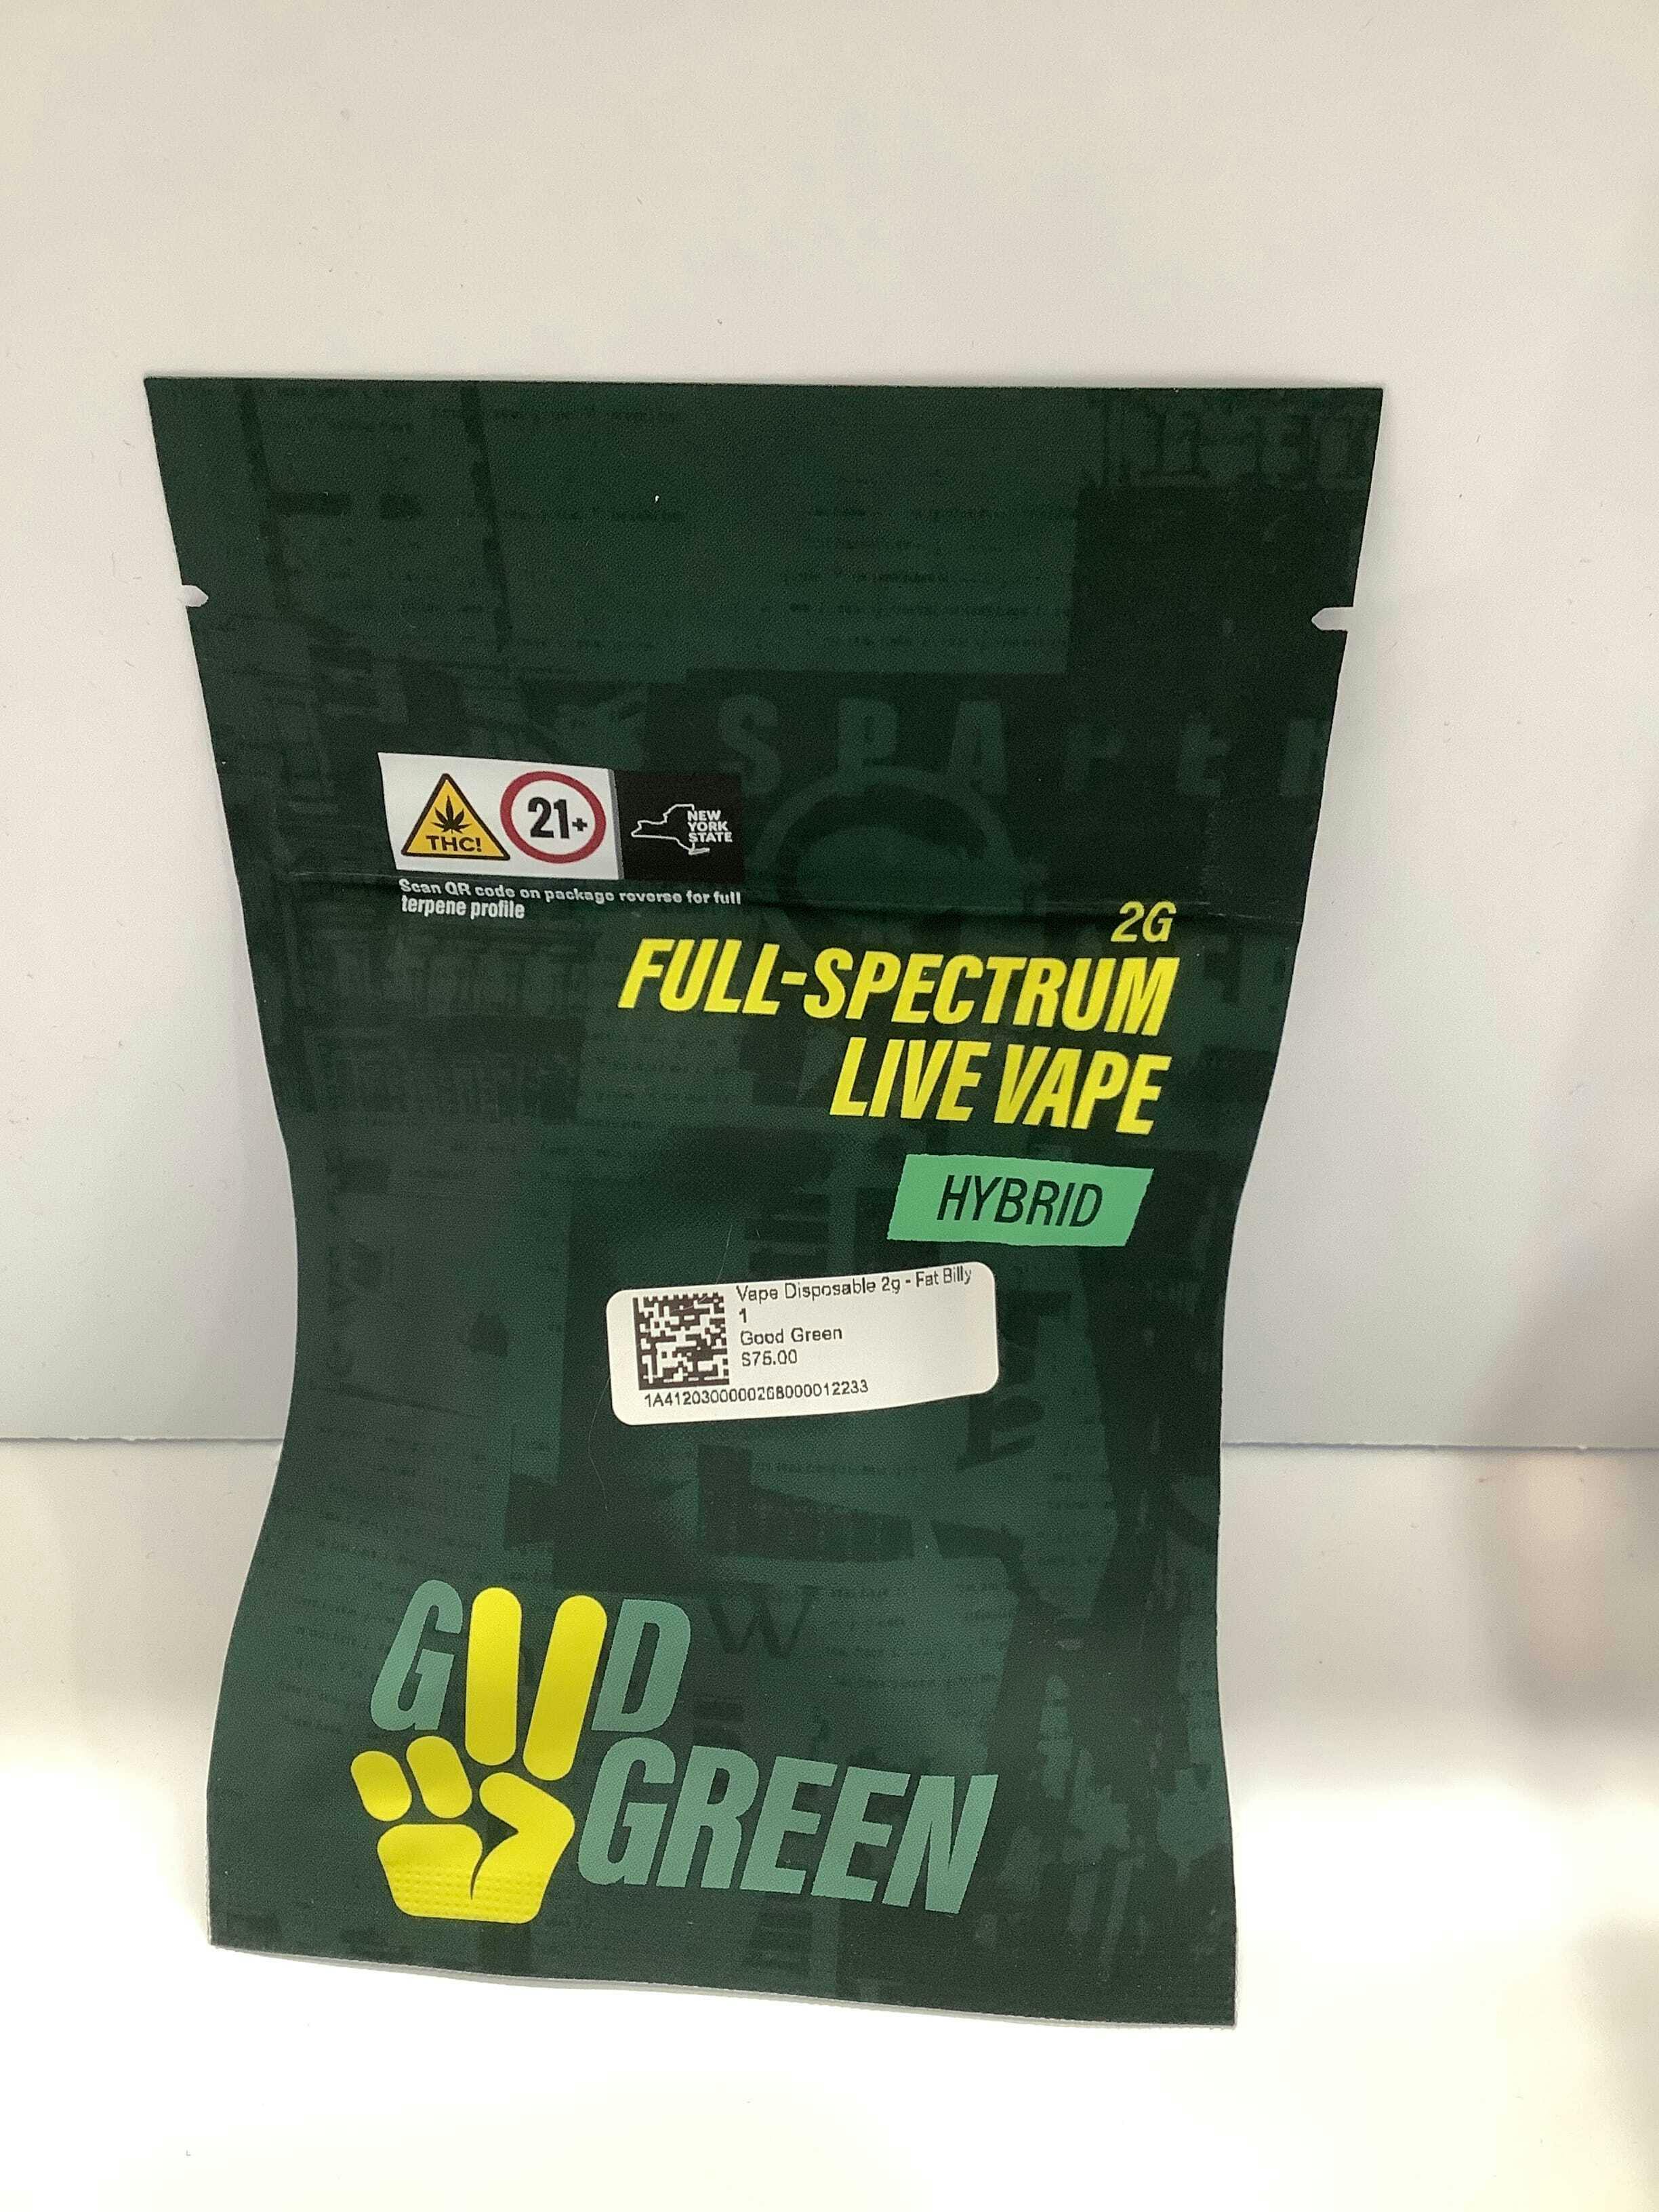 THC!
21+
NEW
YORK
STATE
Scan QR code on package reverse for full
terpene profile
2G
FULL-SPECTRUM
LIVE VAPE
HYBRID
Vape Disposable 2g - Fat Billy
1
Good Green
$75.00
1A4120300000268000012233
GOOD
GREEN